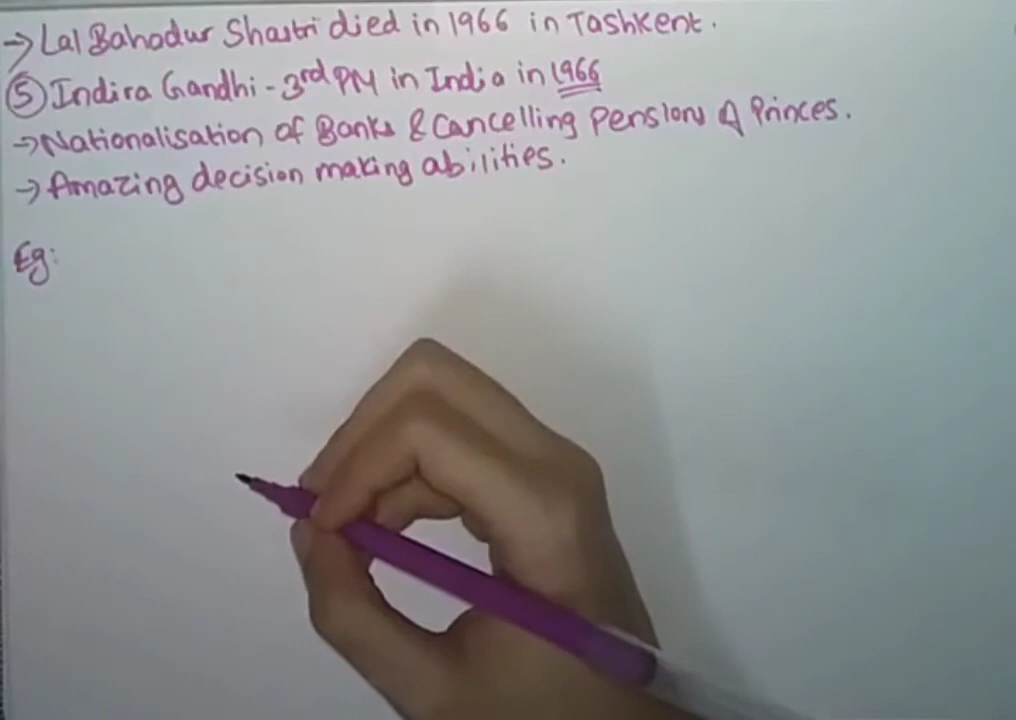 → Lal Bahadur Shastri died in 1966 in Tashkent.
⑤ Indira Gandhi - 3rd PM in India in 1966
→ Nationalisation of Banks & Cancelling Pensions of Princes.
→ Amazing decision making abilities.
Eg: